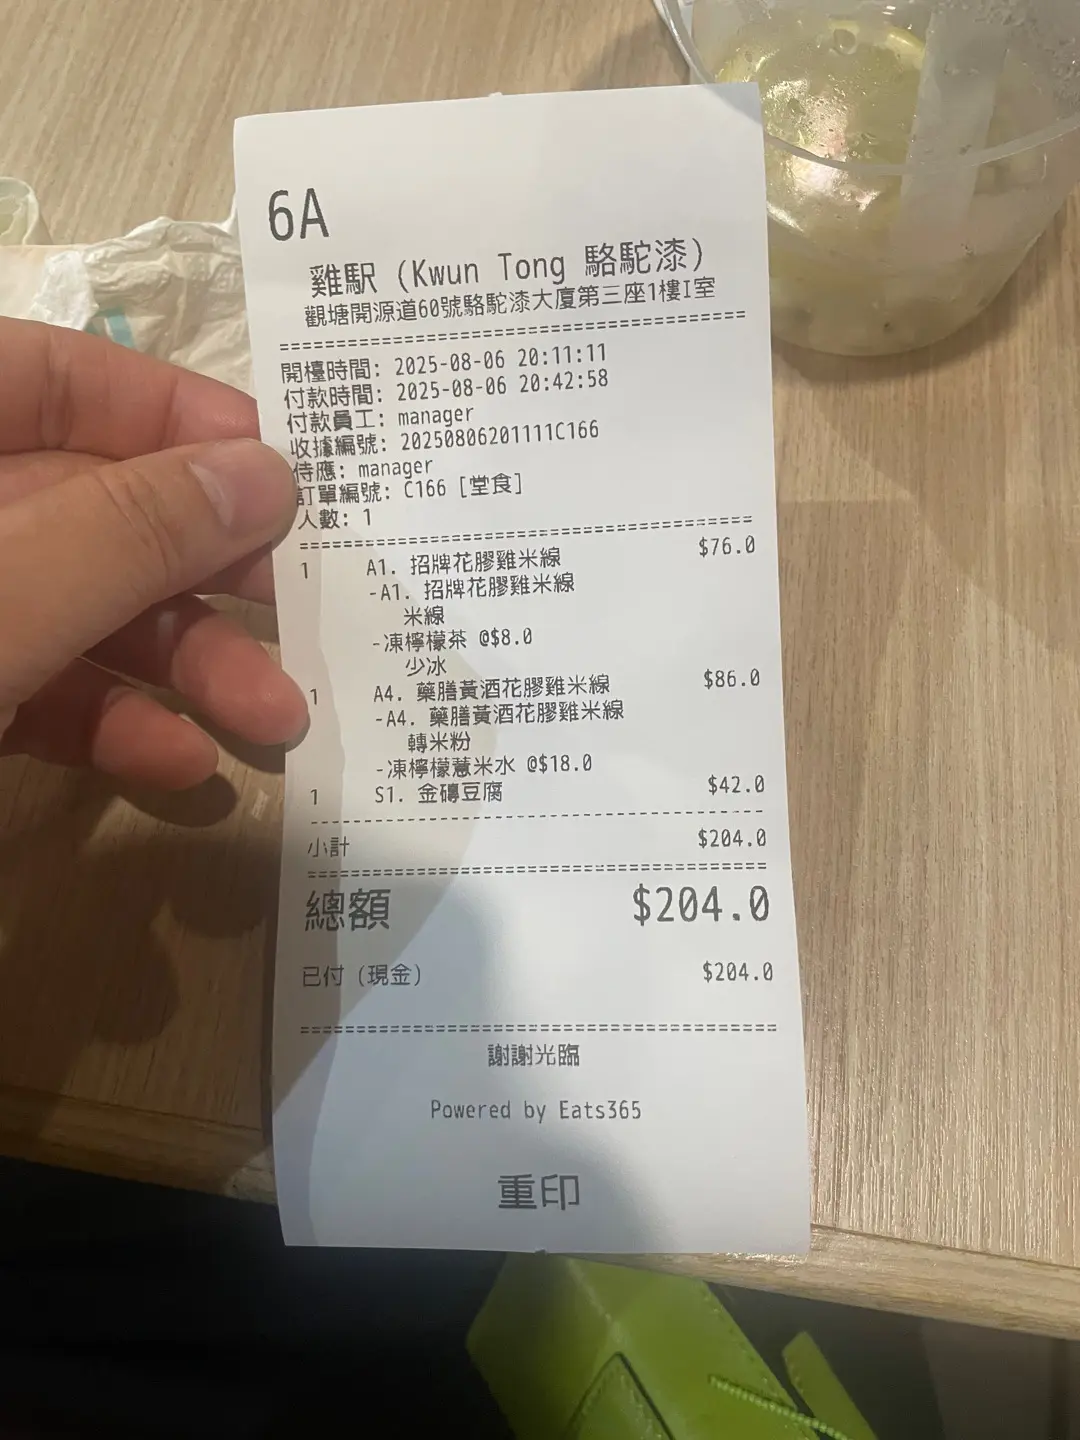 6A
雞駅 (Kwun Tong 駱駝漆)
觀塘開源道60號駱駝漆大廈第三座1樓I室
開檯時間: 2025-08-06 20:11:11
付款時間: 2025-08-06 20:42:58
付款員工: manager
收據編號: 20250806201111C166
侍應: manager
訂單編號: C166 [堂食]
人數: 1
1 A1. 招牌花膠雞米線 $76.0
-A1. 招牌花膠雞米線
米線
-凍檸檬茶 @$8.0
少冰
1 A4. 藥膳黃酒花膠雞米線 $86.0
-A4. 藥膳黃酒花膠雞米線
轉米粉
-凍檸檬薏米水 @$18.0
1 S1. 金磚豆腐 $42.0
小計 $204.0
總額 $204.0
已付 (現金) $204.0
謝謝光臨
Powered by Eats365
重印